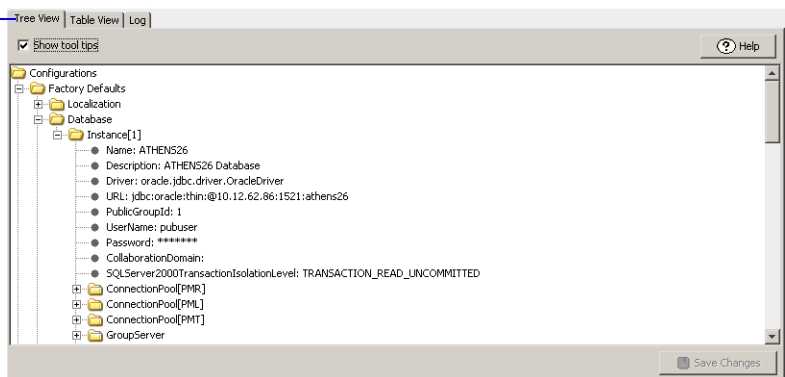 Tree View Table View Log
Show tool tips
Help
Configurations
Factory Defaults
Localization
Database
Instance[1]
Name: ATHENS26
Description: ATHENS26 Database
Driver: oracle.jdbc.driver.OracleDriver
URL: jdbc:oracle:thin:@10.12.62.86:1521:athens26
PublicGroupId: 1
UserName: pubuser
Password: *******
CollaborationDomain:
SQLServer2000TransactionIsolationLevel: TRANSACTION_READ_UNCOMMITTED
ConnectionPool[PMR]
ConnectionPool[PML]
ConnectionPool[PMT]
GroupServer
Save Changes